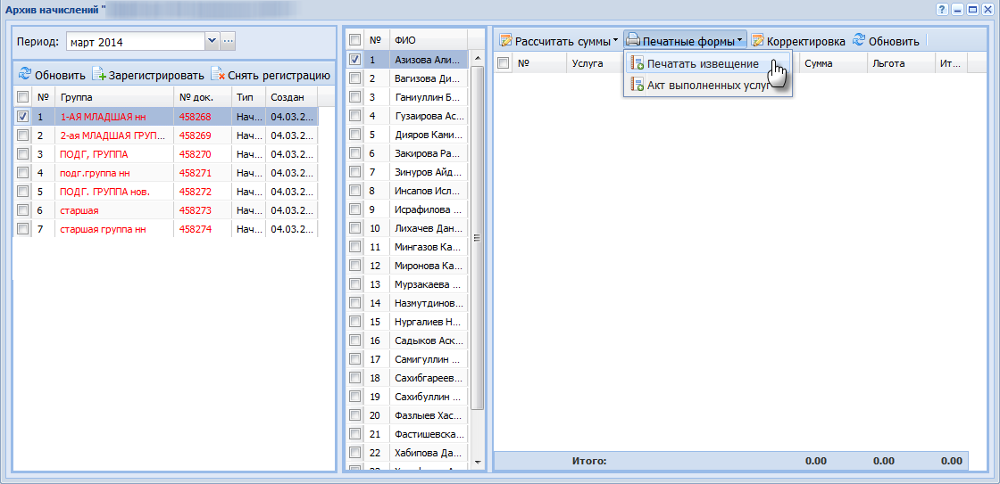 Архив начислений "
Период: март 2014
Обновить Зарегистрировать Снять регистрацию
№ Группа № док. Тип Создан
1 1-АЯ МЛАДШАЯ нн 458268 Нач... 04.03.2...
2 2-ая МЛАДШАЯ ГРУП... 458269 Нач... 04.03.2...
3 ПОДГ, ГРУППА 458270 Нач... 04.03.2...
4 подг.группа нн 458271 Нач... 04.03.2...
5 ПОДГ. ГРУППА нов. 458272 Нач... 04.03.2...
6 старшая 458273 Нач... 04.03.2...
7 старшая группа нн 458274 Нач... 04.03.2...
№ ФИО
1 Азизова Али...
2 Вагизова Ди...
3 Ганиуллин Б...
4 Гузаирова Ас...
5 Дияров Ками...
6 Закирова Ра...
7 Зинуров Айд...
8 Инсапов Исл...
9 Исрафилова ...
10 Лихачев Дан...
11 Мингазов Ка...
12 Миронова Ка...
13 Мурзакаева ...
14 Назмутдинов...
15 Нургалиев Н...
16 Садыков Аск...
17 Самигуллин ...
18 Сахибгареев...
19 Сахибуллин ...
20 Фазлыев Хас...
21 Фастишевска...
22 Хабипова Да...
Рассчитать суммы Печатные формы Корректировка Обновить
№ Услуга Сумма Льгота Ит...
Печатать извещение
Акт выполненных услуг
Итого: 0.00 0.00 0.00